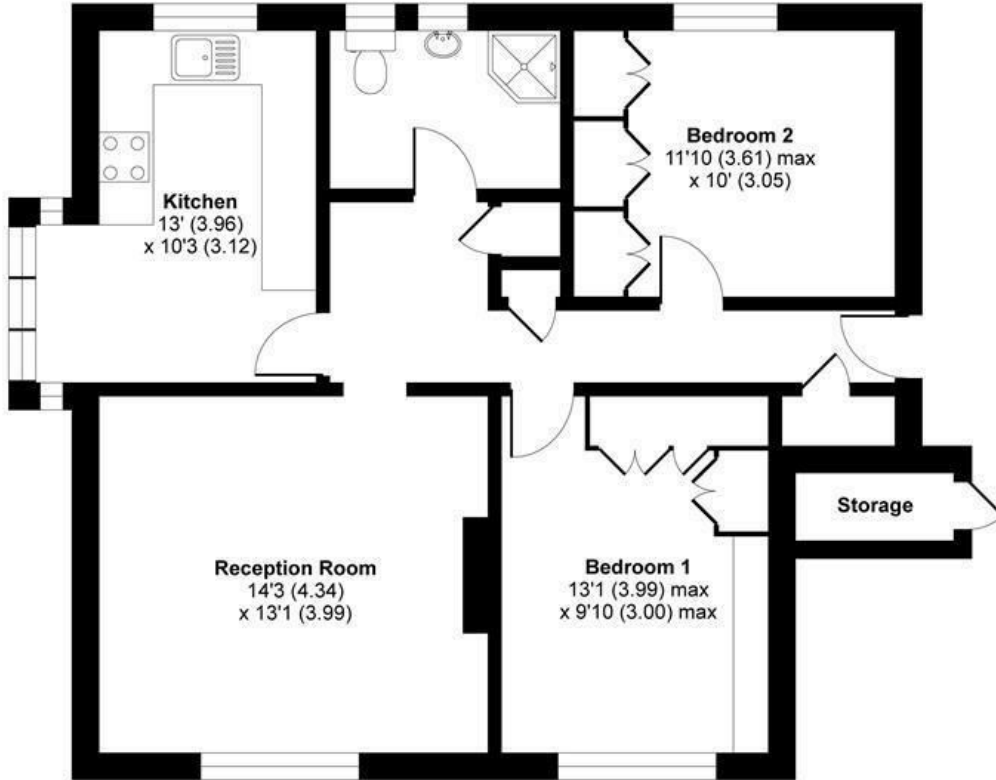 Bedroom 2
11'10 (3.61) max
x 10' (3.05)
Kitchen
13' (3.96)
x 10'3 (3.12)
Storage
Reception Room
14'3 (4.34)
x 13'1 (3.99)
Bedroom 1
13'1 (3.99) max
x 9'10 (3.00) max